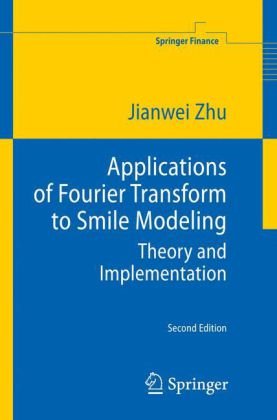 Springer Finance
Jianwei Zhu
Applications
of Fourier Transform
to Smile Modeling
Theory and
Implementation
Second Edition
Springer